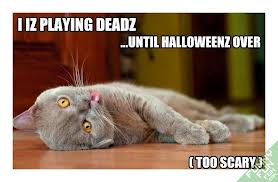 I IZ PLAYING DEADZ
...UNTIL HALLOWEENZ OVER
( TOO SCARY )